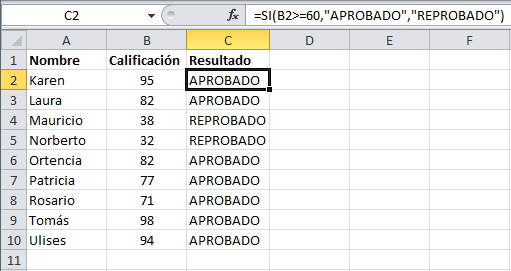 C2 fx =SI(B2>=60,"APROBADO","REPROBADO")
A B C D E F
1 Nombre Calificación Resultado
2 Karen 95 APROBADO
3 Laura 82 APROBADO
4 Mauricio 38 REPROBADO
5 Norberto 32 REPROBADO
6 Ortencia 82 APROBADO
7 Patricia 77 APROBADO
8 Rosario 71 APROBADO
9 Tomás 98 APROBADO
10 Ulises 94 APROBADO
11